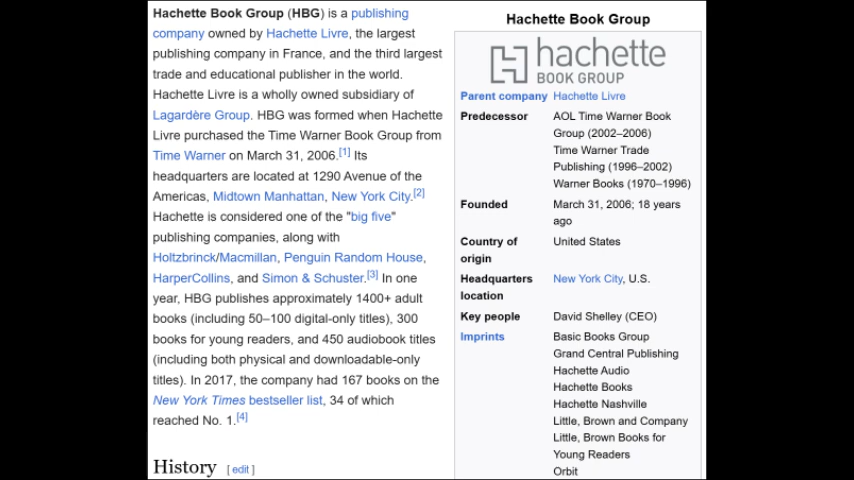 Hachette Book Group (HBG) is a publishing
company owned by Hachette Livre, the largest
publishing company in France, and the third largest
trade and educational publisher in the world.
Hachette Livre is a wholly owned subsidiary of
Lagardère Group. HBG was formed when Hachette
Livre purchased the Time Warner Book Group from
Time Warner on March 31, 2006.[1] Its
headquarters are located at 1290 Avenue of the
Americas, Midtown Manhattan, New York City.[2]
Hachette is considered one of the "big five"
publishing companies, along with
Holtzbrinck/Macmillan, Penguin Random House,
HarperCollins, and Simon & Schuster.[3] In one
year, HBG publishes approximately 1400+ adult
books (including 50–100 digital-only titles), 300
books for young readers, and 450 audiobook titles
(including both physical and downloadable-only
titles). In 2017, the company had 167 books on the
New York Times bestseller list, 34 of which
reached No. 1.[4]
History [ edit ]
Hachette Book Group
hachette
BOOK GROUP
Parent company Hachette Livre
Predecessor AOL Time Warner Book
Group (2002–2006)
Time Warner Trade
Publishing (1996–2002)
Warner Books (1970–1996)
Founded March 31, 2006; 18 years
ago
Country of United States
origin
Headquarters New York City, U.S.
location
Key people David Shelley (CEO)
Imprints Basic Books Group
Grand Central Publishing
Hachette Audio
Hachette Books
Hachette Nashville
Little, Brown and Company
Little, Brown Books for
Young Readers
Orbit